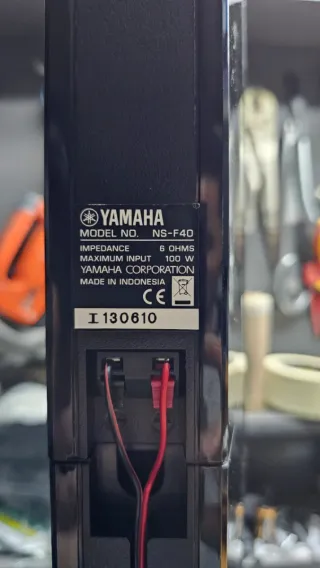 YAMAHA
MODEL NO. NS-F40
IMPEDANCE 6 OHMS
MAXIMUM INPUT 100 W
YAMAHA CORPORATION
MADE IN INDONESIA
CE
I 130610